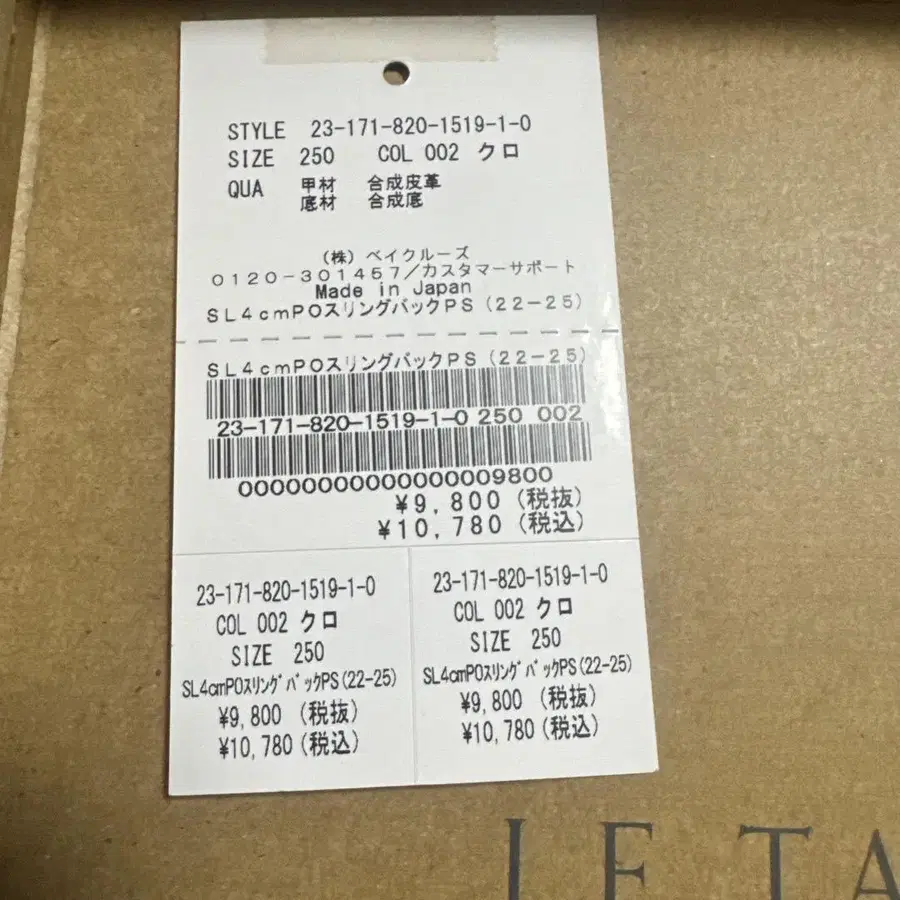 STYLE 23-171-820-1519-1-0
SIZE 250 COL 002 クロ
QUA 甲材 合成皮革
底材 合成底
(株) ベイクルーズ
0120-301457/カスタマーサポート
Made in Japan
SL4cmPOスリングバックPS(22-25)
SL4cmPOスリングバックPS(22-25)
23-171-820-1519-1-0 250 002
00000000000000009800
¥9,800 (税抜)
¥10,780 (税込)
23-171-820-1519-1-0
COL 002 クロ
SIZE 250
SL4cmPOスリングバックPS(22-25)
¥9,800 (税抜)
¥10,780(税込)
23-171-820-1519-1-0
COL 002 クロ
SIZE 250
SL4cmPOスリングバックPS(22-25)
¥9,800 (税抜)
¥10,780(税込)
LE TA